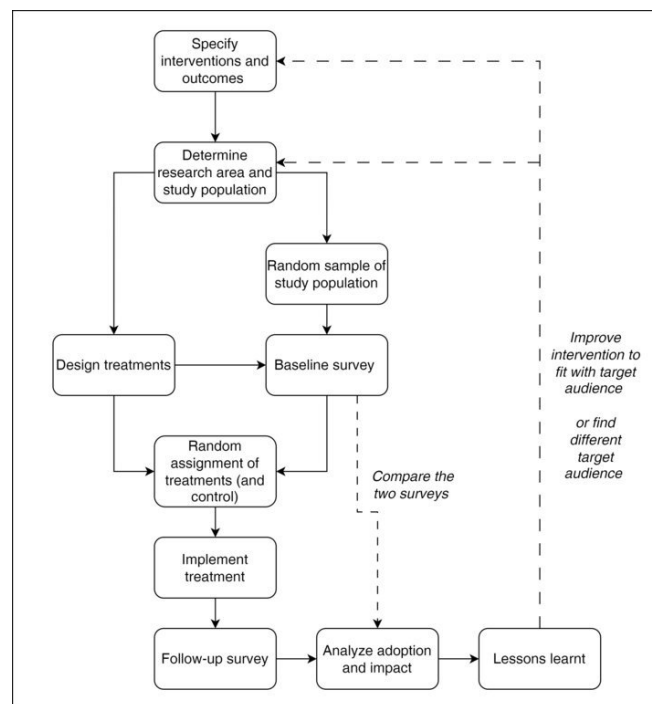 Specify
interventions and
outcomes
Determine
research area and
study population
Random sample of
study population
Design treatments
Baseline survey
Improve
intervention to
fit with target
audience
or find
different
target
audience
Random
assignment of
treatments (and
control)
Compare the
two surveys
Implement
treatment
Follow-up survey
Analyze adoption
and impact
Lessons learnt